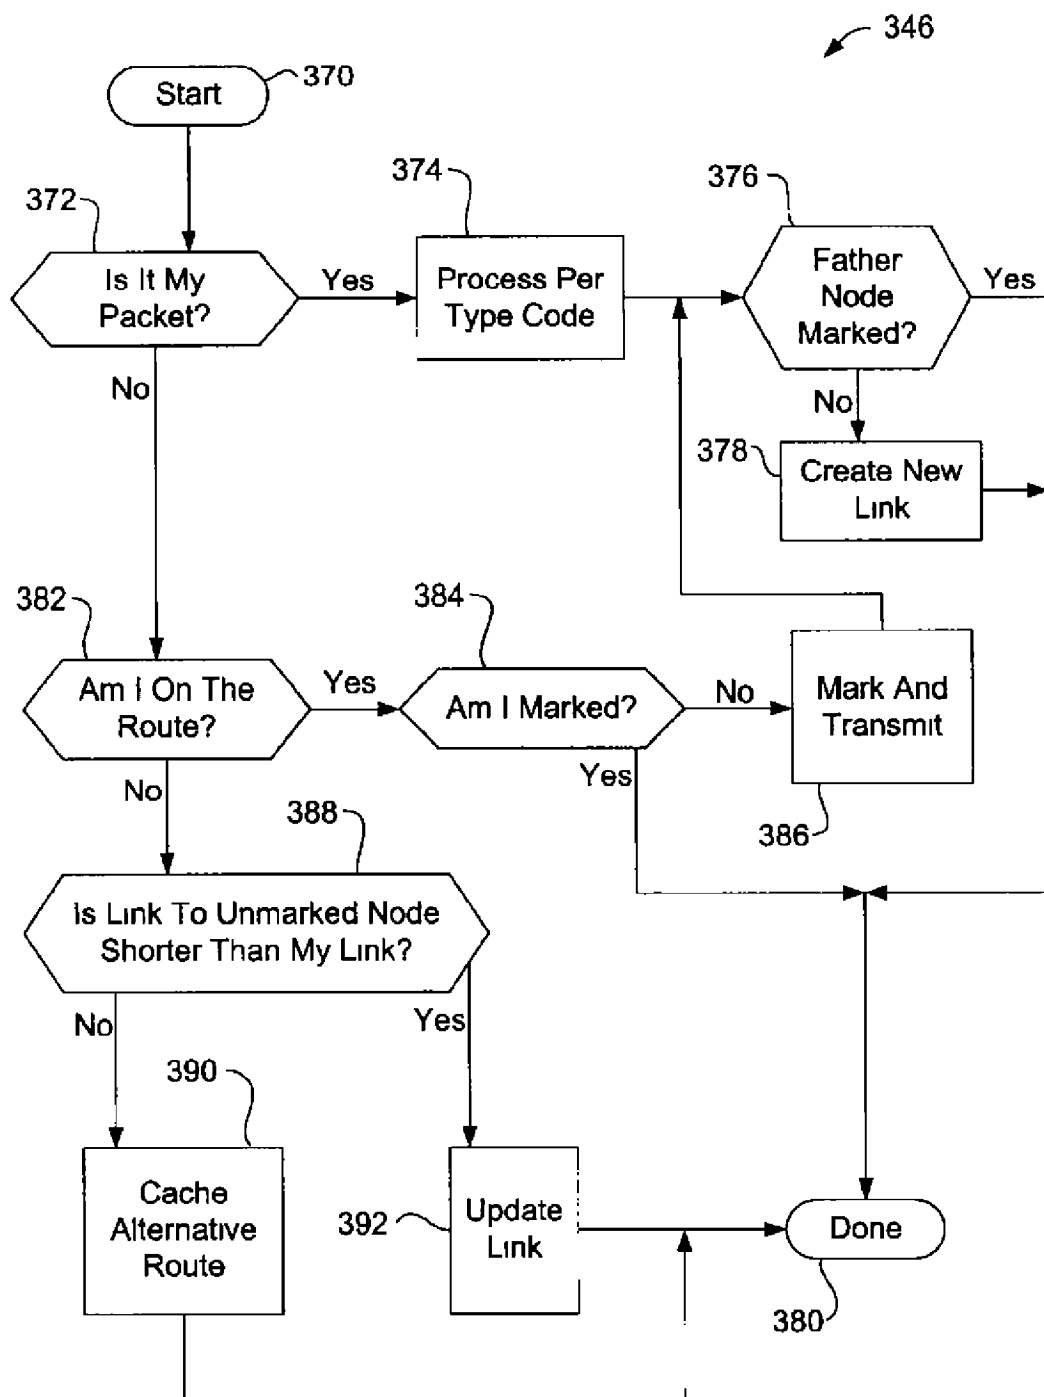 346
Start
370
372
Is It My
Packet?
Yes
374
Process Per
Type Code
376
Father
Node
Marked?
Yes
No
No
378
Create New
Link
382
Am I On The
Route?
Yes
384
Am I Marked?
No
Mark And
Transmit
386
Yes
No
388
Is Link To Unmarked Node
Shorter Than My Link?
No
Yes
390
Cache
Alternative
Route
392
Update
Link
Done
380